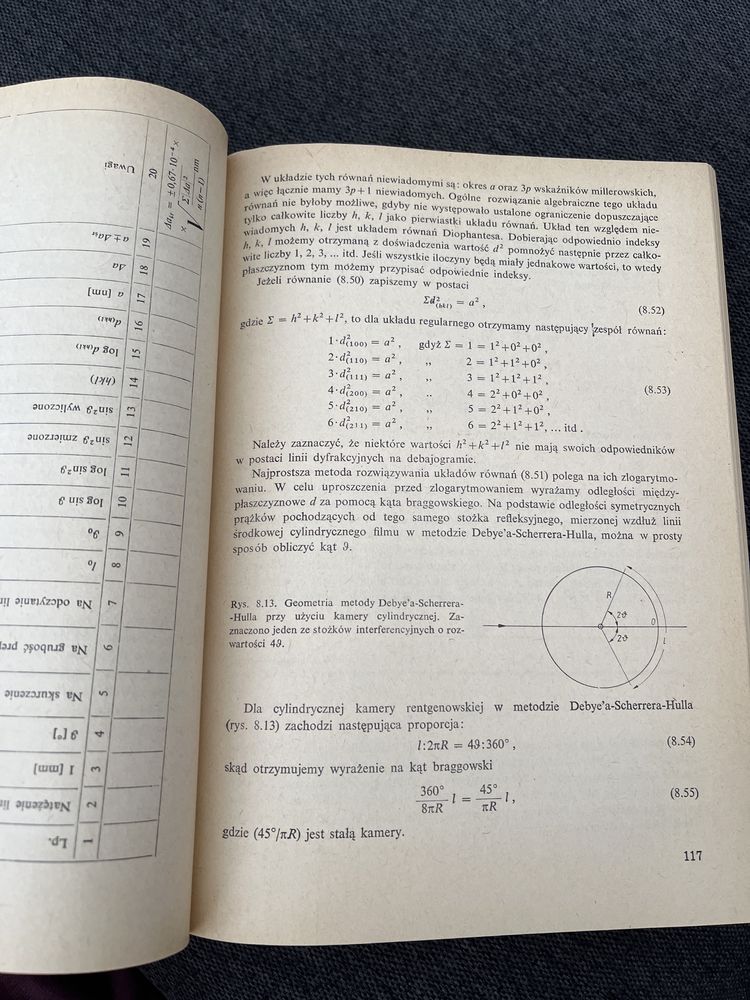 W układzie tych równań niewiadomymi są: okres a oraz 3p wskaźników millerowskich,
a więc łącznie mamy 3p+1 niewiadomych. Ogólne rozwiązanie algebraiczne tego układu
równań nie byłoby możliwe, gdyby nie występowało ustalone ograniczenie dopuszczające
tylko całkowite liczby h, k, l jako pierwiastki układu równań. Układ ten względem nie-
wiadomych h, k, l jest układem równań Diophantesa. Dobierając odpowiednio indeksy
h, k, l możemy otrzymaną z doświadczenia wartość d² pomnożyć następnie przez całko-
wite liczby 1, 2, 3, ... itd. Jeśli wszystkie iloczyny będą miały jednakowe wartości, to wtedy
płaszczyznom tym możemy przypisać odpowiednie indeksy.
Jeżeli równanie (8.50) zapiszemy w postaci
Σd²(hkl) = a² , (8.52)
gdzie Σ = h²+k²+l², to dla układu regularnego otrzymamy następujący zespół równań:
1·d²(100) = a² , gdyż Σ = 1 = 1²+0²+0² ,
2·d²(110) = a² , „ 2 = 1²+1²+0² ,
3·d²(111) = a² , „ 3 = 1²+1²+1² ,
4·d²(200) = a² , „ 4 = 2²+0²+0² , (8.53)
5·d²(210) = a² , „ 5 = 2²+1²+0² ,
6·d²(211) = a² , „ 6 = 2²+1²+1², ... itd .
Należy zaznaczyć, że niektóre wartości h²+k²+l² nie mają swoich odpowiedników
w postaci linii dyfrakcyjnych na debajogramie.
Najprostsza metoda rozwiązywania układów równań (8.51) polega na ich zlogarytmo-
waniu. W celu uproszczenia przed zlogarytmowaniem wyrażamy odległości między-
płaszczyznowe d za pomocą kąta braggowskiego. Na podstawie odległości symetrycznych
prążków pochodzących od tego samego stożka refleksyjnego, mierzonej wzdłuż linii
środkowej cylindrycznego filmu w metodzie Debye'a-Scherrera-Hulla, można w prosty
sposób obliczyć kąt ϑ.
Rys. 8.13. Geometria metody Debye'a-Scherrera-
-Hulla przy użyciu kamery cylindrycznej. Za-
znaczono jeden ze stożków interferencyjnych o roz-
wartości 4ϑ.
R
2ϑ
2ϑ
0
l
Dla cylindrycznej kamery rentgenowskiej w metodzie Debye'a-Scherrera-Hulla
(rys. 8.13) zachodzi następująca proporcja:
l:2πR = 4ϑ:360° , (8.54)
skąd otrzymujemy wyrażenie na kąt braggowski
360°/8πR l = 45°/πR l , (8.55)
gdzie (45°/πR) jest stałą kamery.
117
Lp. 1
Natężenie 2
l [mm] 3
ϑ [°] 4
Na skurczenie 5
Na grubość 6
Na odczytanie 7
l₀ 8
ϑ₀ 9
log sin ϑ 10
log sin²ϑ 11
sin²ϑ zmierzone 12
sin²ϑ wyliczone 13
(hkl) 14
log d(hkl) 15
d(hkl) 16
a [nm] 17
Δa 18
a±Δaśr 19
Uwagi 20
Δaśr = ±0,67·10⁻⁴ ×
× √(Σ·Δa²/n(n−1)) nm